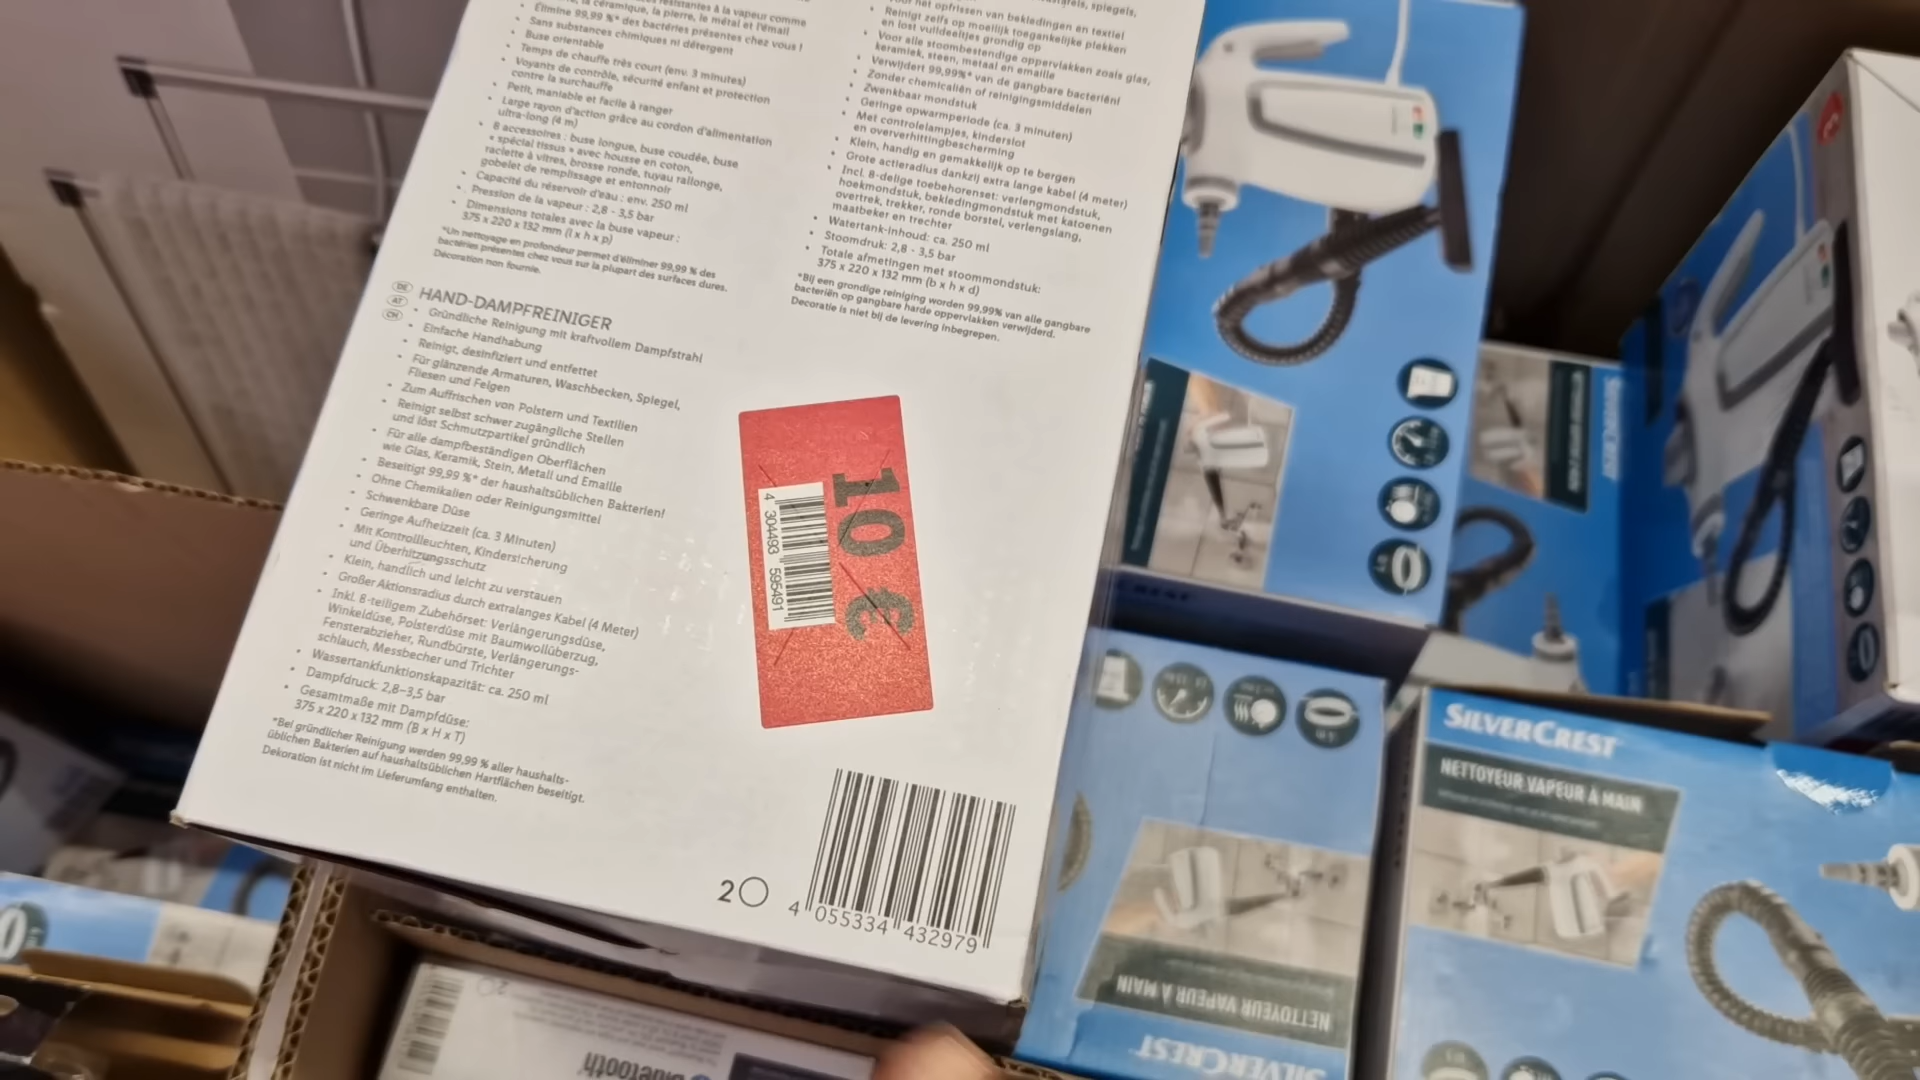 la céramique, la pierre, le métal et l'émail
Élimine 99,99 %* des bactéries présentes chez vous !
Sans substances chimiques ni détergent
Buse orientable
Temps de chauffe très court (env. 3 minutes)
Voyants de contrôle, sécurité enfant et protection
contre la surchauffe
Petit, maniable et facile à ranger
Large rayon d'action grâce au cordon d'alimentation
ultra-long (4 m)
8 accessoires : buse longue, buse coudée, buse
« spécial tissus » avec housse en coton,
raclette à vitres, brosse ronde, tuyau rallonge,
gobelet de remplissage et entonnoir
Capacité du réservoir d'eau : env. 250 ml
Pression de la vapeur : 2,8 - 3,5 bar
Dimensions totales avec la buse vapeur :
375 x 220 x 132 mm (l x h x p)
*Un nettoyage en profondeur permet d'éliminer 99,99 % des
bactéries présentes chez vous sur la plupart des surfaces dures.
Décoration non fournie.
het opfrissen van bekledingen en textiel
Reinigt zelfs op moeilijk toegankelijke plekken
en lost vuildeeltjes grondig op
Voor alle stoombestendige oppervlakken zoals glas,
keramiek, steen, metaal en emaille
Verwijdert 99,99%* van de gangbare bacteriën!
Zonder chemicaliën of reinigingsmiddelen
Zwenkbaar mondstuk
Geringe opwarmperiode (ca. 3 minuten)
Met controlelampjes, kinderslot
en oververhittingbescherming
Klein, handig en gemakkelijk op te bergen
Grote actieradius dankzij extra lange kabel (4 meter)
Incl. 8-delige toebehorenset: verlengmondstuk,
hoekmondstuk, bekledingmondstuk met katoenen
overtrek, trekker, ronde borstel, verlengslang,
maatbeker en trechter
Watertank-inhoud: ca. 250 ml
Stoomdruk: 2,8 - 3,5 bar
Totale afmetingen met stoommondstuk:
375 x 220 x 132 mm (b x h x d)
*Bij een grondige reiniging worden 99,99% van alle gangbare
bacteriën op gangbare harde oppervlakken verwijderd.
Decoratie is niet bij de levering inbegrepen.
DE
AT
CH
HAND-DAMPFREINIGER
Gründliche Reinigung mit kraftvollem Dampfstrahl
Einfache Handhabung
Reinigt, desinfiziert und entfettet
Für glänzende Armaturen, Waschbecken, Spiegel,
Fliesen und Felgen
Zum Auffrischen von Polstern und Textilien
Reinigt selbst schwer zugängliche Stellen
und löst Schmutzpartikel gründlich
Für alle dampfbeständigen Oberflächen
wie Glas, Keramik, Stein, Metall und Emaille
Beseitigt 99,99 %* der haushaltsüblichen Bakterien!
Ohne Chemikalien oder Reinigungsmittel
Schwenkbare Düse
Geringe Aufheizzeit (ca. 3 Minuten)
Mit Kontrollleuchten, Kindersicherung
und Überhitzungsschutz
Klein, handlich und leicht zu verstauen
Großer Aktionsradius durch extralanges Kabel (4 Meter)
Inkl. 8-teiligem Zubehörset: Verlängerungsdüse,
Winkeldüse, Polsterdüse mit Baumwollüberzug,
Fensterabzieher, Rundbürste, Verlängerungs-
schlauch, Messbecher und Trichter
Wassertankfunktionskapazität: ca. 250 ml
Dampfdruck: 2,8–3,5 bar
Gesamtmaße mit Dampfdüse:
375 x 220 x 132 mm (B x H x T)
*Bei gründlicher Reinigung werden 99,99 % aller haushalts-
üblichen Bakterien auf haushaltsüblichen Hartflächen beseitigt.
Dekoration ist nicht im Lieferumfang enthalten.
10 €
4 304493 595491
2
4 055334 432979
SILVERCREST
NETTOYEUR VAPEUR À MAIN
NETTOYEUR VAPEUR À MAIN
SILVERCREST
Bluetooth